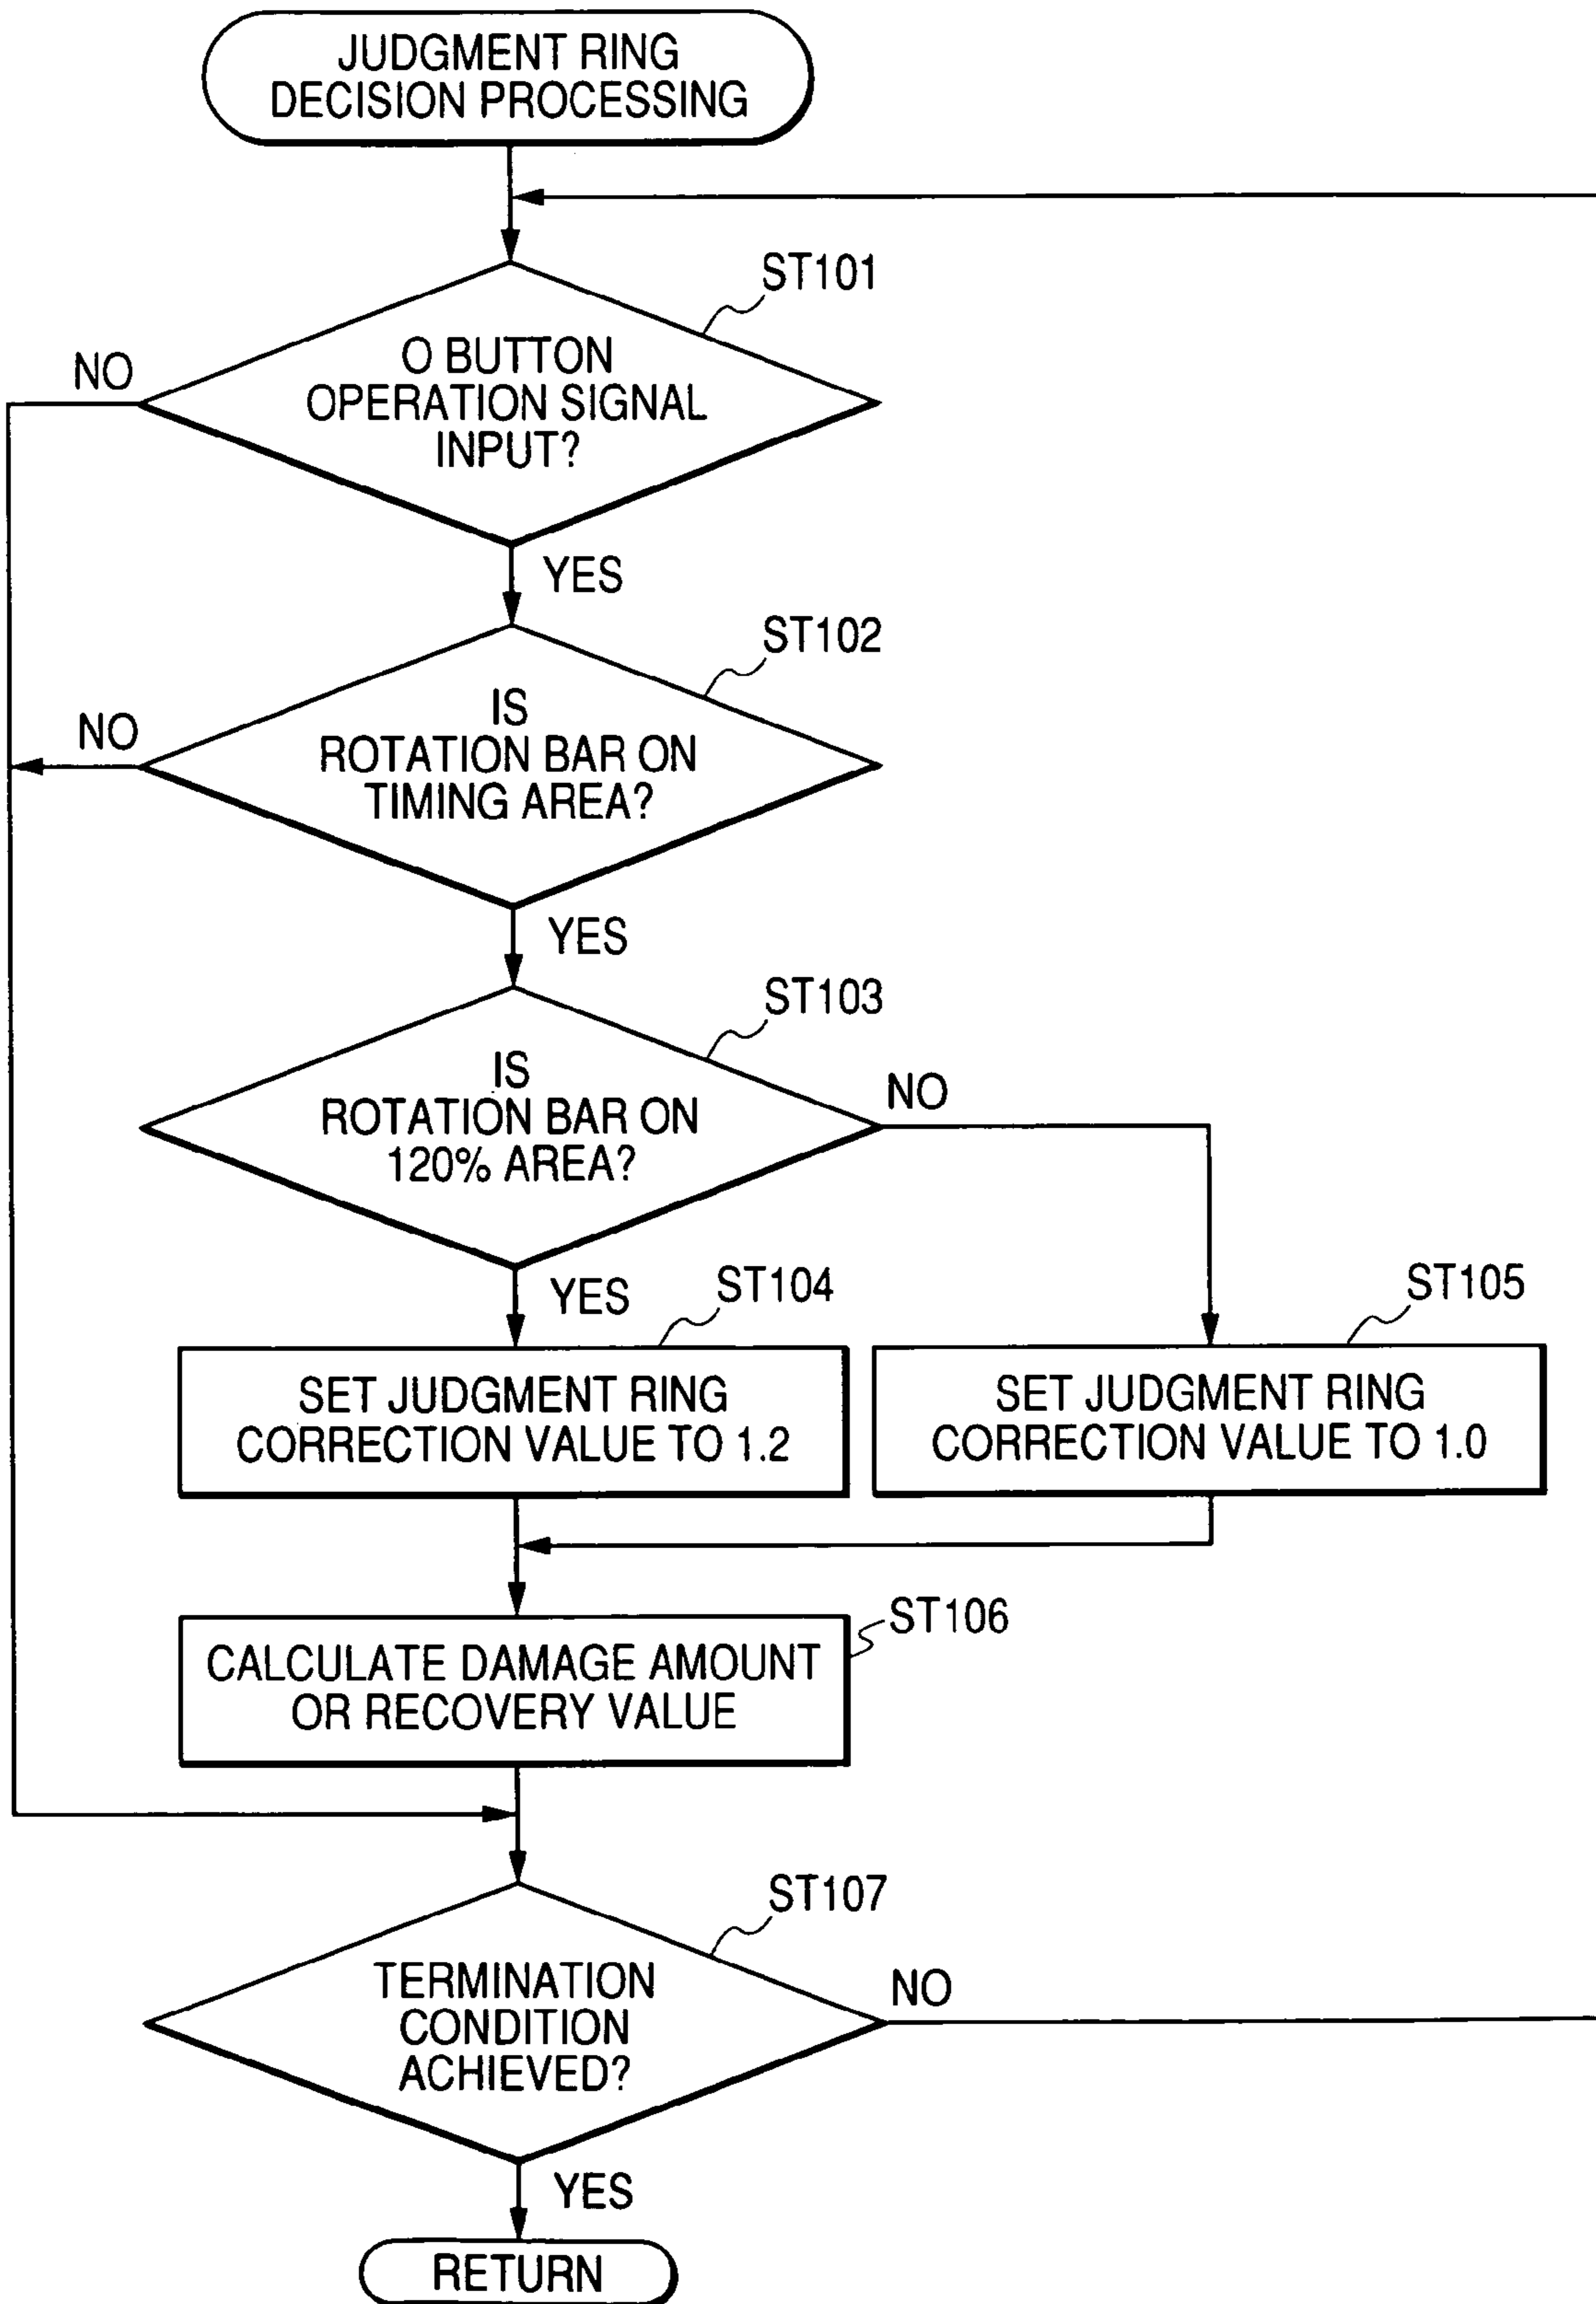 JUDGMENT RING
DECISION PROCESSING
ST101
NO
O BUTTON
OPERATION SIGNAL
INPUT?
YES
ST102
NO
IS
ROTATION BAR ON
TIMING AREA?
YES
ST103
IS
ROTATION BAR ON
120% AREA?
NO
YES
ST104
ST105
SET JUDGMENT RING
CORRECTION VALUE TO 1.2
SET JUDGMENT RING
CORRECTION VALUE TO 1.0
ST106
CALCULATE DAMAGE AMOUNT
OR RECOVERY VALUE
ST107
TERMINATION
CONDITION
ACHIEVED?
NO
YES
RETURN